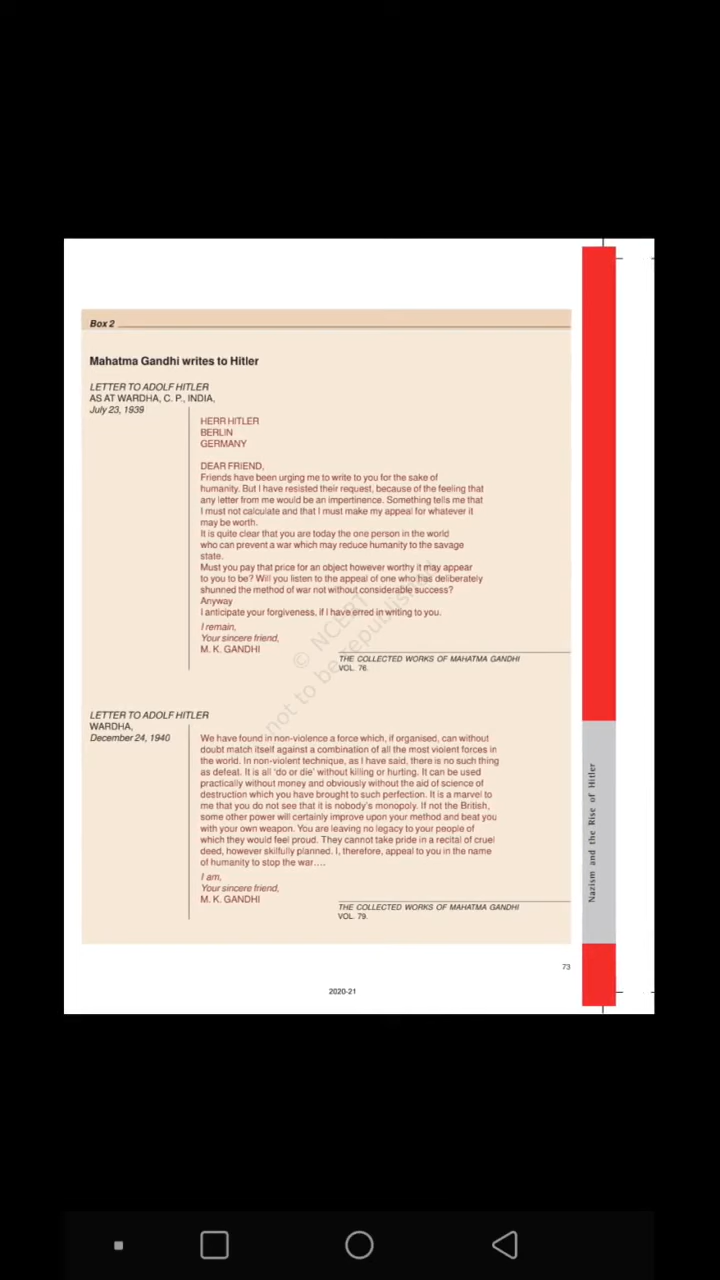 Box 2
Mahatma Gandhi writes to Hitler
LETTER TO ADOLF HITLER
AS AT WARDHA, C. P., INDIA,
July 23, 1939
HERR HITLER
BERLIN
GERMANY
DEAR FRIEND,
Friends have been urging me to write to you for the sake of
humanity. But I have resisted their request, because of the feeling that
any letter from me would be an impertinence. Something tells me that
I must not calculate and that I must make my appeal for whatever it
may be worth.
It is quite clear that you are today the one person in the world
who can prevent a war which may reduce humanity to the savage
state.
Must you pay that price for an object however worthy it may appear
to you to be? Will you listen to the appeal of one who has deliberately
shunned the method of war not without considerable success?
Anyway
I anticipate your forgiveness, if I have erred in writing to you.
I remain,
Your sincere friend,
M. K. GANDHI
THE COLLECTED WORKS OF MAHATMA GANDHI
VOL. 76.
LETTER TO ADOLF HITLER
WARDHA,
December 24, 1940
We have found in non-violence a force which, if organised, can without
doubt match itself against a combination of all the most violent forces in
the world. In non-violent technique, as I have said, there is no such thing
as defeat. It is all 'do or die' without killing or hurting. It can be used
practically without money and obviously without the aid of science of
destruction which you have brought to such perfection. It is a marvel to
me that you do not see that it is nobody's monopoly. If not the British,
some other power will certainly improve upon your method and beat you
with your own weapon. You are leaving no legacy to your people of
which they would feel proud. They cannot take pride in a recital of cruel
deed, however skilfully planned. I, therefore, appeal to you in the name
of humanity to stop the war....
I am,
Your sincere friend,
M. K. GANDHI
THE COLLECTED WORKS OF MAHATMA GANDHI
VOL. 79.
© NCERT
not to be republished
Nazism and the Rise of Hitler
73
2020-21